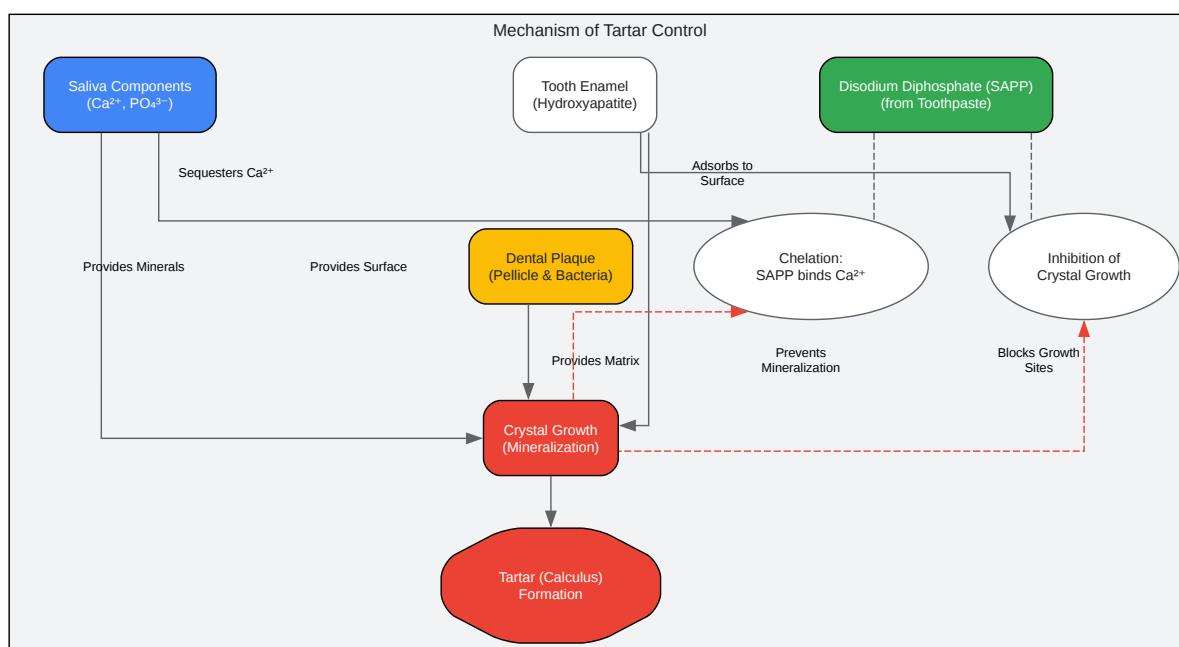 Mechanism of Tartar Control
Saliva Components
(Ca²⁺, PO₄³⁻)
Tooth Enamel
(Hydroxyapatite)
Disodium Diphosphate (SAPP)
(from Toothpaste)
Sequesters Ca²⁺
Adsorbs to
Surface
Provides Minerals
Provides Surface
Dental Plaque
(Pellicle & Bacteria)
Chelation:
SAPP binds Ca²⁺
Inhibition of
Crystal Growth
Provides Matrix
Prevents
Mineralization
Blocks Growth
Sites
Crystal Growth
(Mineralization)
Tartar (Calculus)
Formation